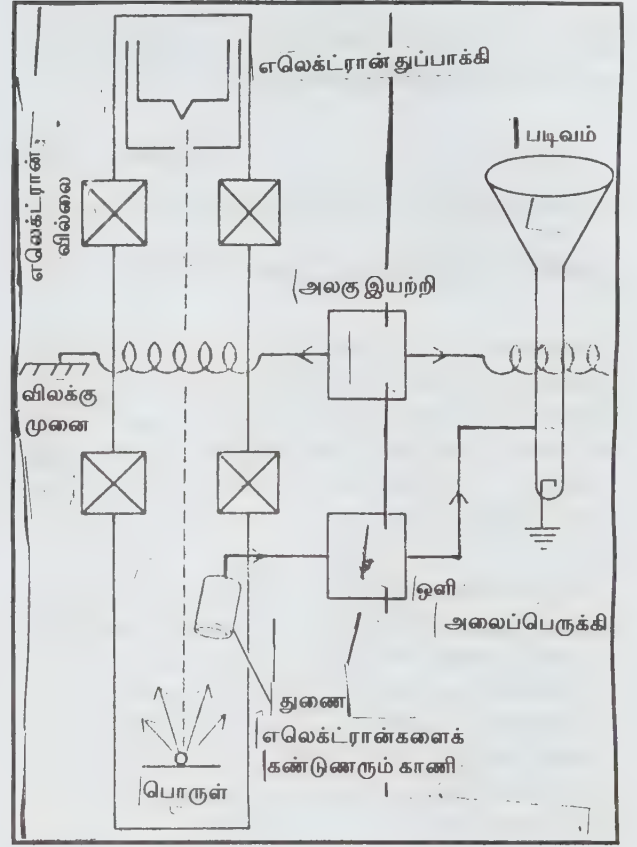 எலெக்ட்ரான் துப்பாக்கி
படிவம்
எலெக்ட்ரான்
வில்லை
அலகு இயற்றி
விலக்கு
முனை
ஒளி
அலைப்பெருக்கி
துணை
எலெக்ட்ரான்களைக்
கண்டுணரும் காணி
பொருள்